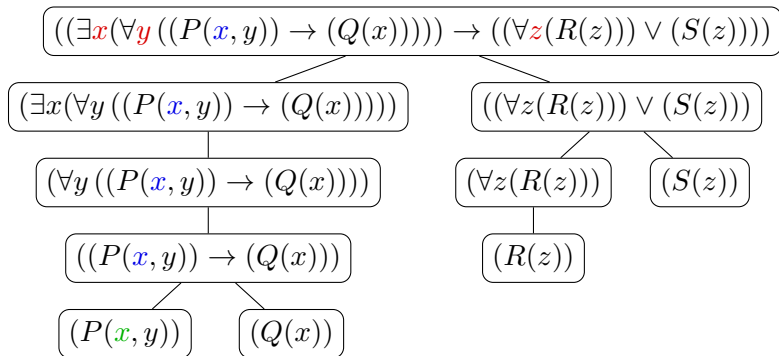 ((∃x(∀y ((P(x, y)) → (Q(x))))) → ((∀z(R(z))) ∨ (S(z))))
(∃x(∀y ((P(x, y)) → (Q(x)))))
((∀z(R(z))) ∨ (S(z)))
(∀y ((P(x, y)) → (Q(x))))
(∀z(R(z)))
(S(z))
((P(x, y)) → (Q(x)))
(R(z))
(P(x, y))
(Q(x))